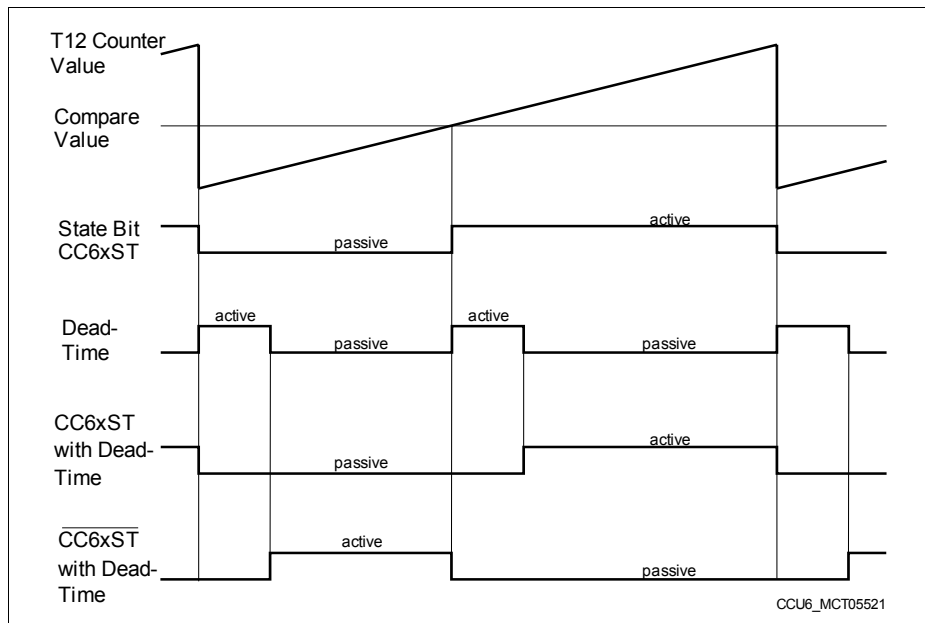 T12 Counter
Value
Compare
Value
State Bit
CC6xST
passive
active
Dead-
Time
active
passive
active
passive
CC6xST
with Dead-
Time
passive
active
CC6xST
with Dead-
Time
active
passive
CCU6_MCT05521